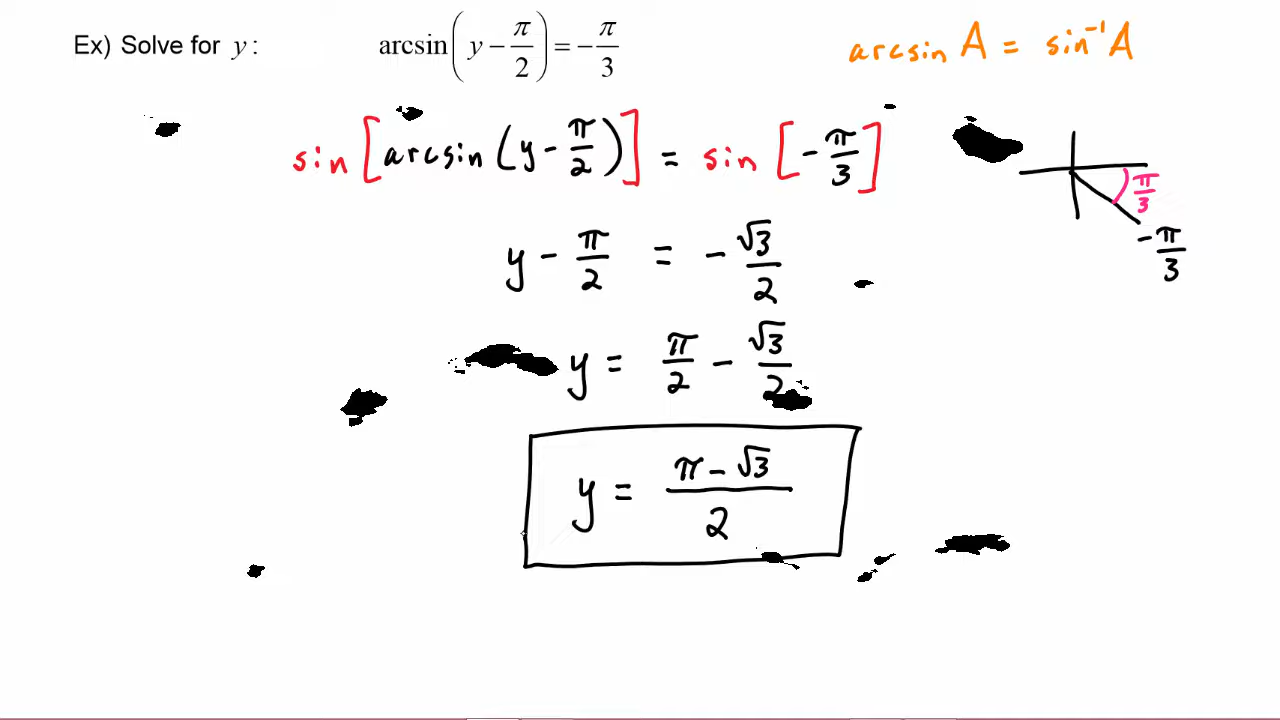 Ex) Solve for y: arcsin(y − π/2) = −π/3
arcsin A = sin⁻¹ A
sin[arcsin(y − π/2)] = sin[−π/3]
π/3
−π/3
y − π/2 = −√3/2
y = π/2 − √3/2
y = (π − √3)/2